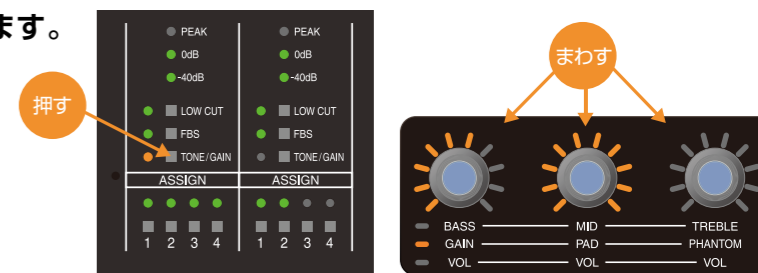 ます。
PEAK PEAK
0dB 0dB
-40dB -40dB
押す
まわす
LOW CUT LOW CUT
FBS FBS
TONE/GAIN TONE/GAIN
ASSIGN ASSIGN
1 2 3 4 1 2 3 4
BASS MID TREBLE
GAIN PAD PHANTOM
VOL VOL VOL